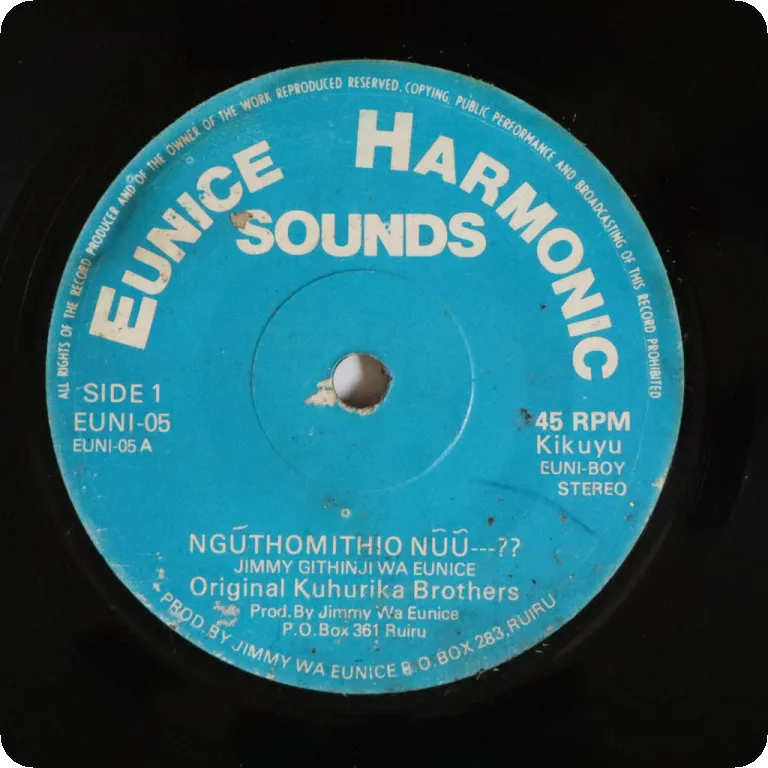 ALL RIGHTS OF THE RECORD PRODUCER AND OF THE OWNER OF THE WORK REPRODUCED RESERVED. COPYING, PUBLIC PERFORMANCE AND BROADCASTING OF THIS RECORD PROHIBITED
EUNICE HARMONIC
SOUNDS
SIDE 1
EUNI-05
EUNI-05 A
45 RPM
Kikuyu
EUNI-BOY
STEREO
NGŨTHOMITHIO NŨŨ---??
JIMMY GITHINJI WA EUNICE
Original Kuhurika Brothers
Prod. By Jimmy Wa Eunice
P.O. Box 361 Ruiru
PROD. BY JIMMY WA EUNICE P.O. BOX 283, RUIRU